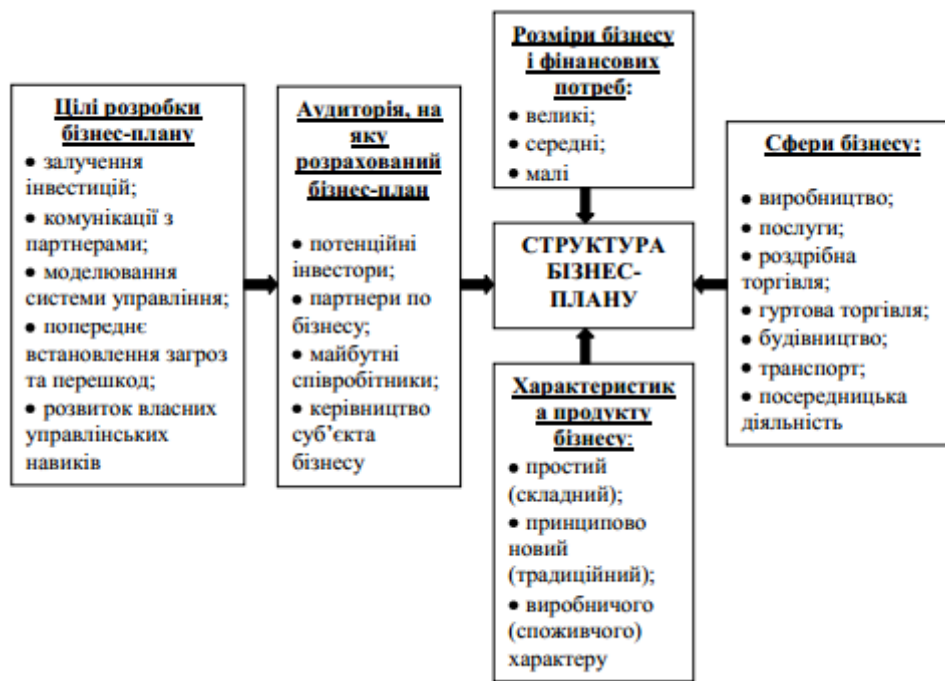 Цілі розробки
бізнес-плану
• залучення
інвестицій;
• комунікації з
партнерами;
• моделювання
системи управління;
• попереднє
встановлення загроз
та перешкод;
• розвиток власних
управлінських
навиків
Аудиторія, на
яку
розрахований
бізнес-план
• потенційні
інвестори;
• партнери по
бізнесу;
• майбутні
співробітники;
• керівництво
суб’єкта
бізнесу
Розміри бізнесу
і фінансових
потреб:
• великі;
• середні;
• малі
СТРУКТУРА
БІЗНЕС-
ПЛАНУ
Характеристик
а продукту
бізнесу:
• простий
(складний);
• принципово
новий
(традиційний);
• виробничого
(споживчого)
характеру
Сфери бізнесу:
• виробництво;
• послуги;
• роздрібна
торгівля;
• гуртова торгівля;
• будівництво;
• транспорт;
• посередницька
діяльність